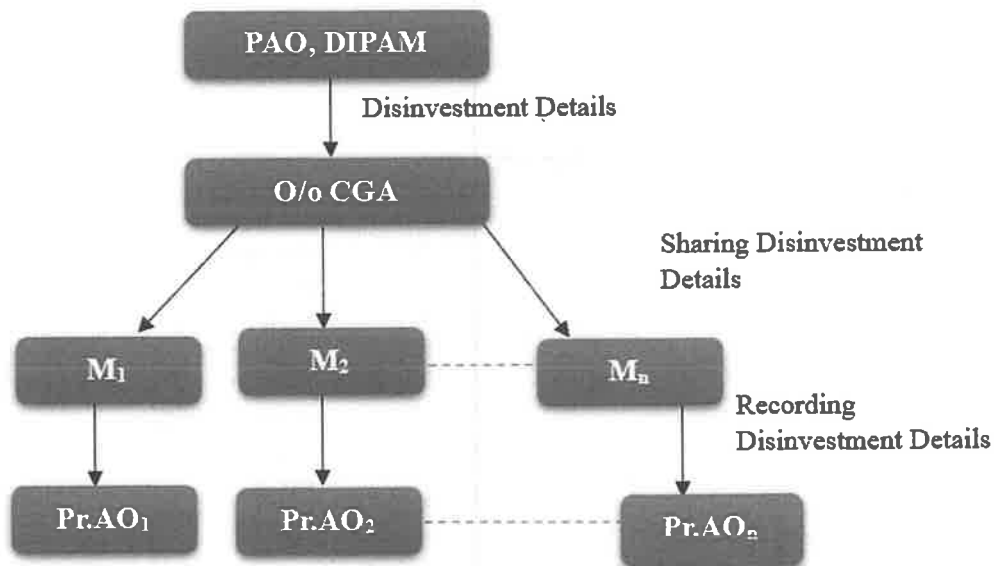 PAO, DIPAM
Disinvestment Details
O/o CGA
Sharing Disinvestment
Details
M₁
M₂
Mₙ
Recording
Disinvestment Details
Pr.AO₁
Pr.AO₂
Pr.AOₙ